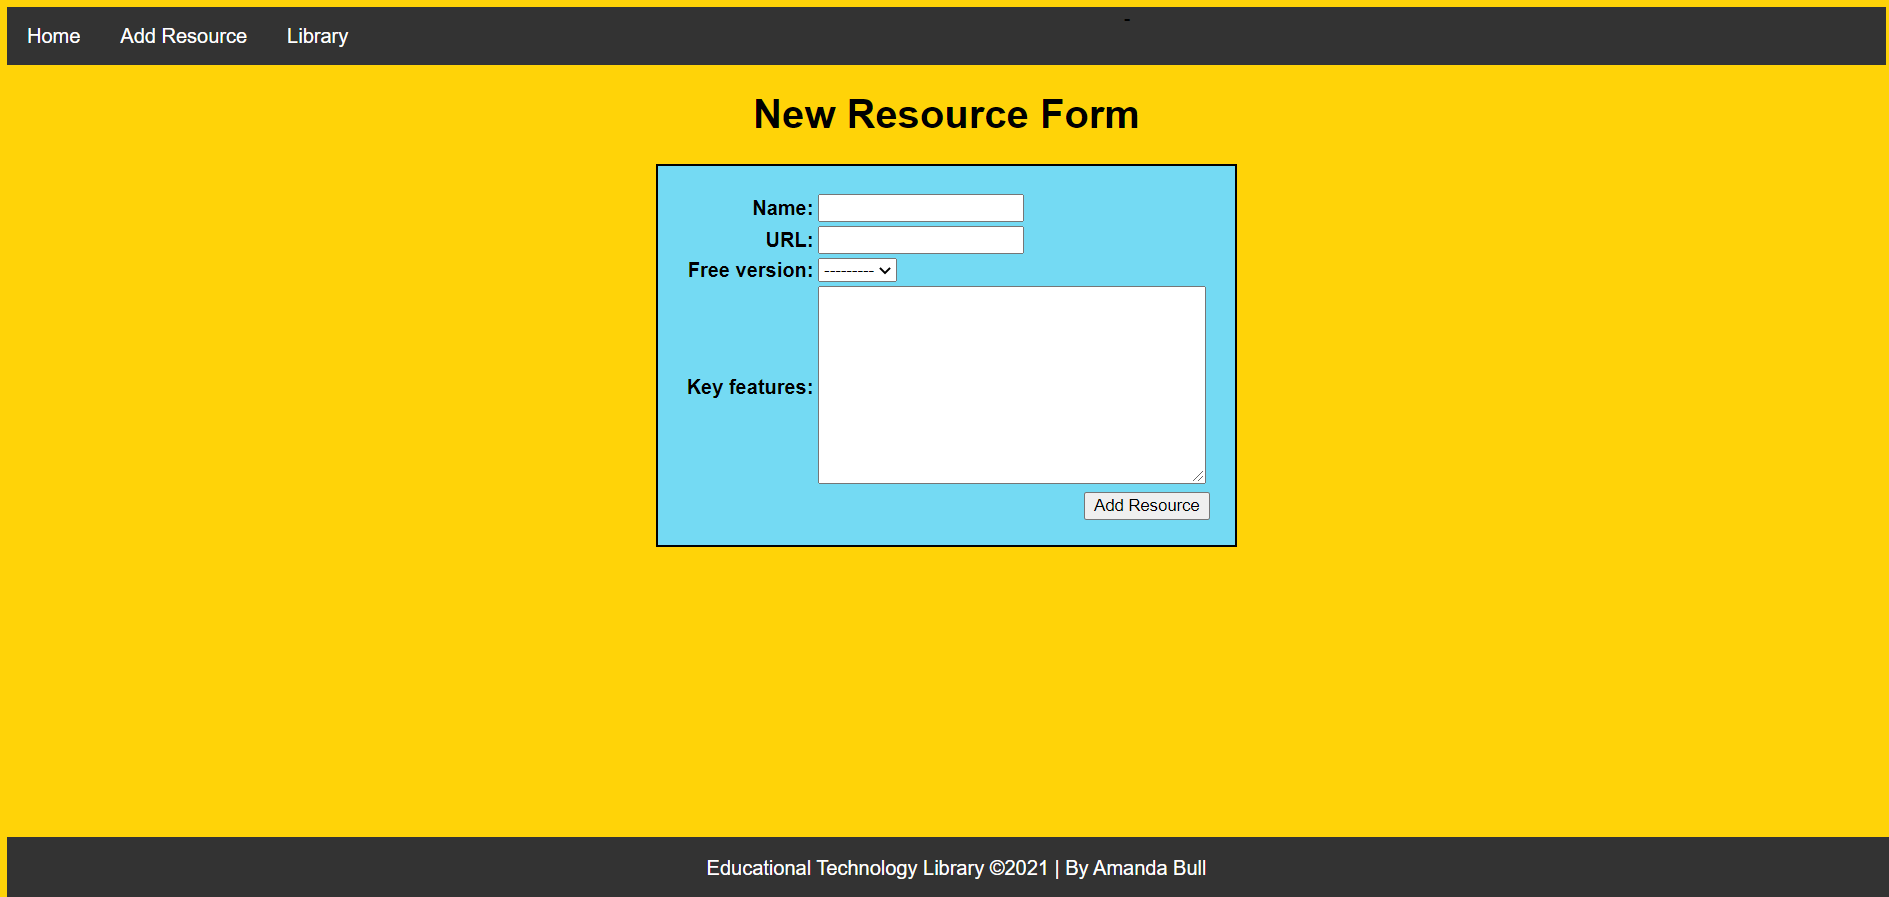 Home Add Resource Library -
New Resource Form
Name:
URL:
Free version: ---------
Key features:
Add Resource
Educational Technology Library ©2021 | By Amanda Bull